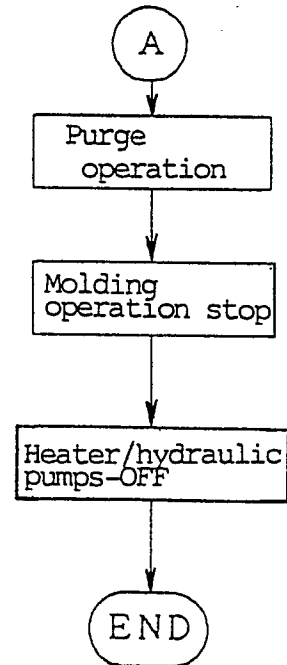 A
Purge
operation
Molding
operation stop
Heater/hydraulic
pumps-OFF
END